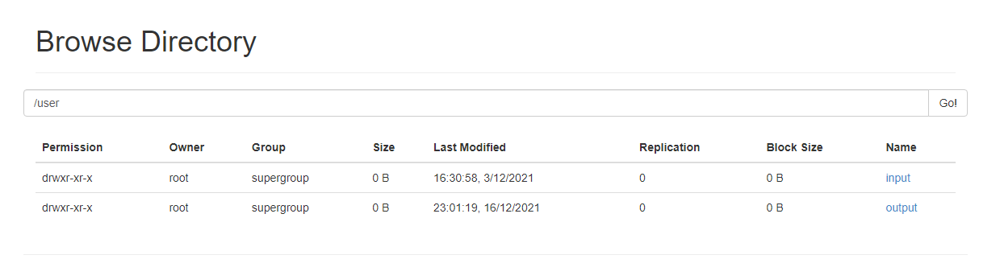 Browse Directory
/user Go!
Permission Owner Group Size Last Modified Replication Block Size Name
drwxr-xr-x root supergroup 0 B 16:30:58, 3/12/2021 0 0 B input
drwxr-xr-x root supergroup 0 B 23:01:19, 16/12/2021 0 0 B output